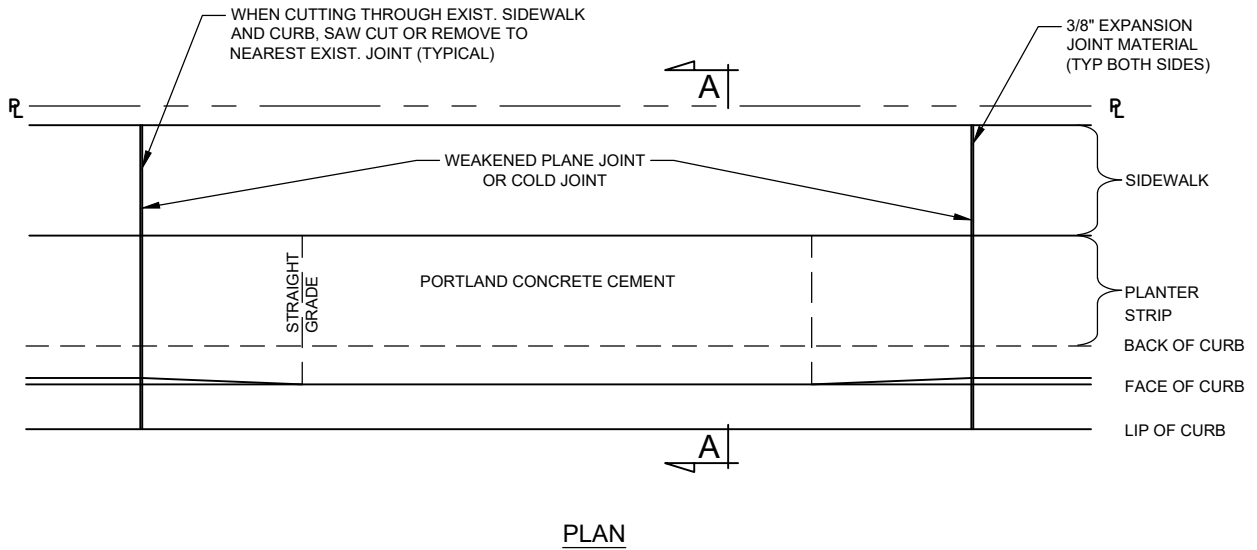 WHEN CUTTING THROUGH EXIST. SIDEWALK
AND CURB, SAW CUT OR REMOVE TO
NEAREST EXIST. JOINT (TYPICAL)
3/8" EXPANSION
JOINT MATERIAL
(TYP BOTH SIDES)
A
PL
PL
WEAKENED PLANE JOINT
OR COLD JOINT
SIDEWALK
STRAIGHT
GRADE
PORTLAND CONCRETE CEMENT
PLANTER
STRIP
BACK OF CURB
FACE OF CURB
LIP OF CURB
A
PLAN